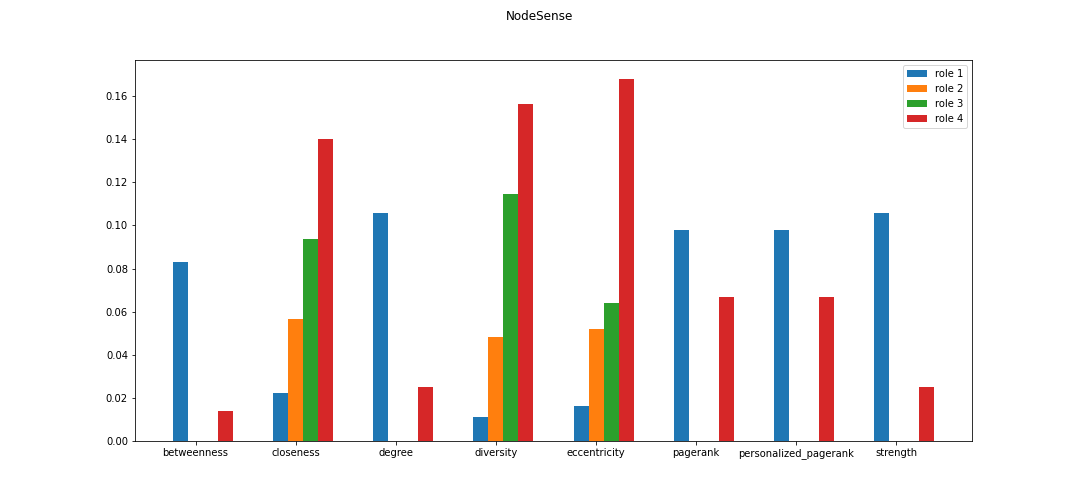 NodeSense
role 1
role 2
role 3
role 4
0.16
0.14
0.12
0.10
0.08
0.06
0.04
0.02
0.00
betweenness closeness degree diversity eccentricity pagerank personalized_pagerank strength